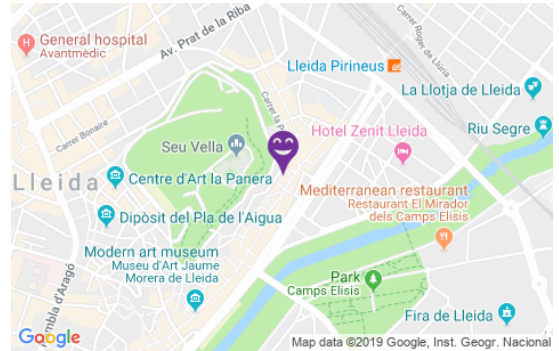 Av. Prat de la Riba
Carrer Roger de Llúria
General hospital
Avantmèdic
Lleida Pirineus
La Llotja de Lleida
Carrer la P
Carrer Bonaire
Seu Vella
Hotel Zenit Lleida
Riu Segre
Lleida
Centre d'Art la Panera
Mediterranean restaurant
Restaurant El Mirador
dels Camps Elisis
Dipòsit del Pla de l'Aigua
Modern art museum
Museu d'Art Jaume
Morera de Lleida
Rambla d'Aragó
Park
Camps Elisis
Fira de Lleida
Google
Map data ©2019 Google, Inst. Geogr. Nacional